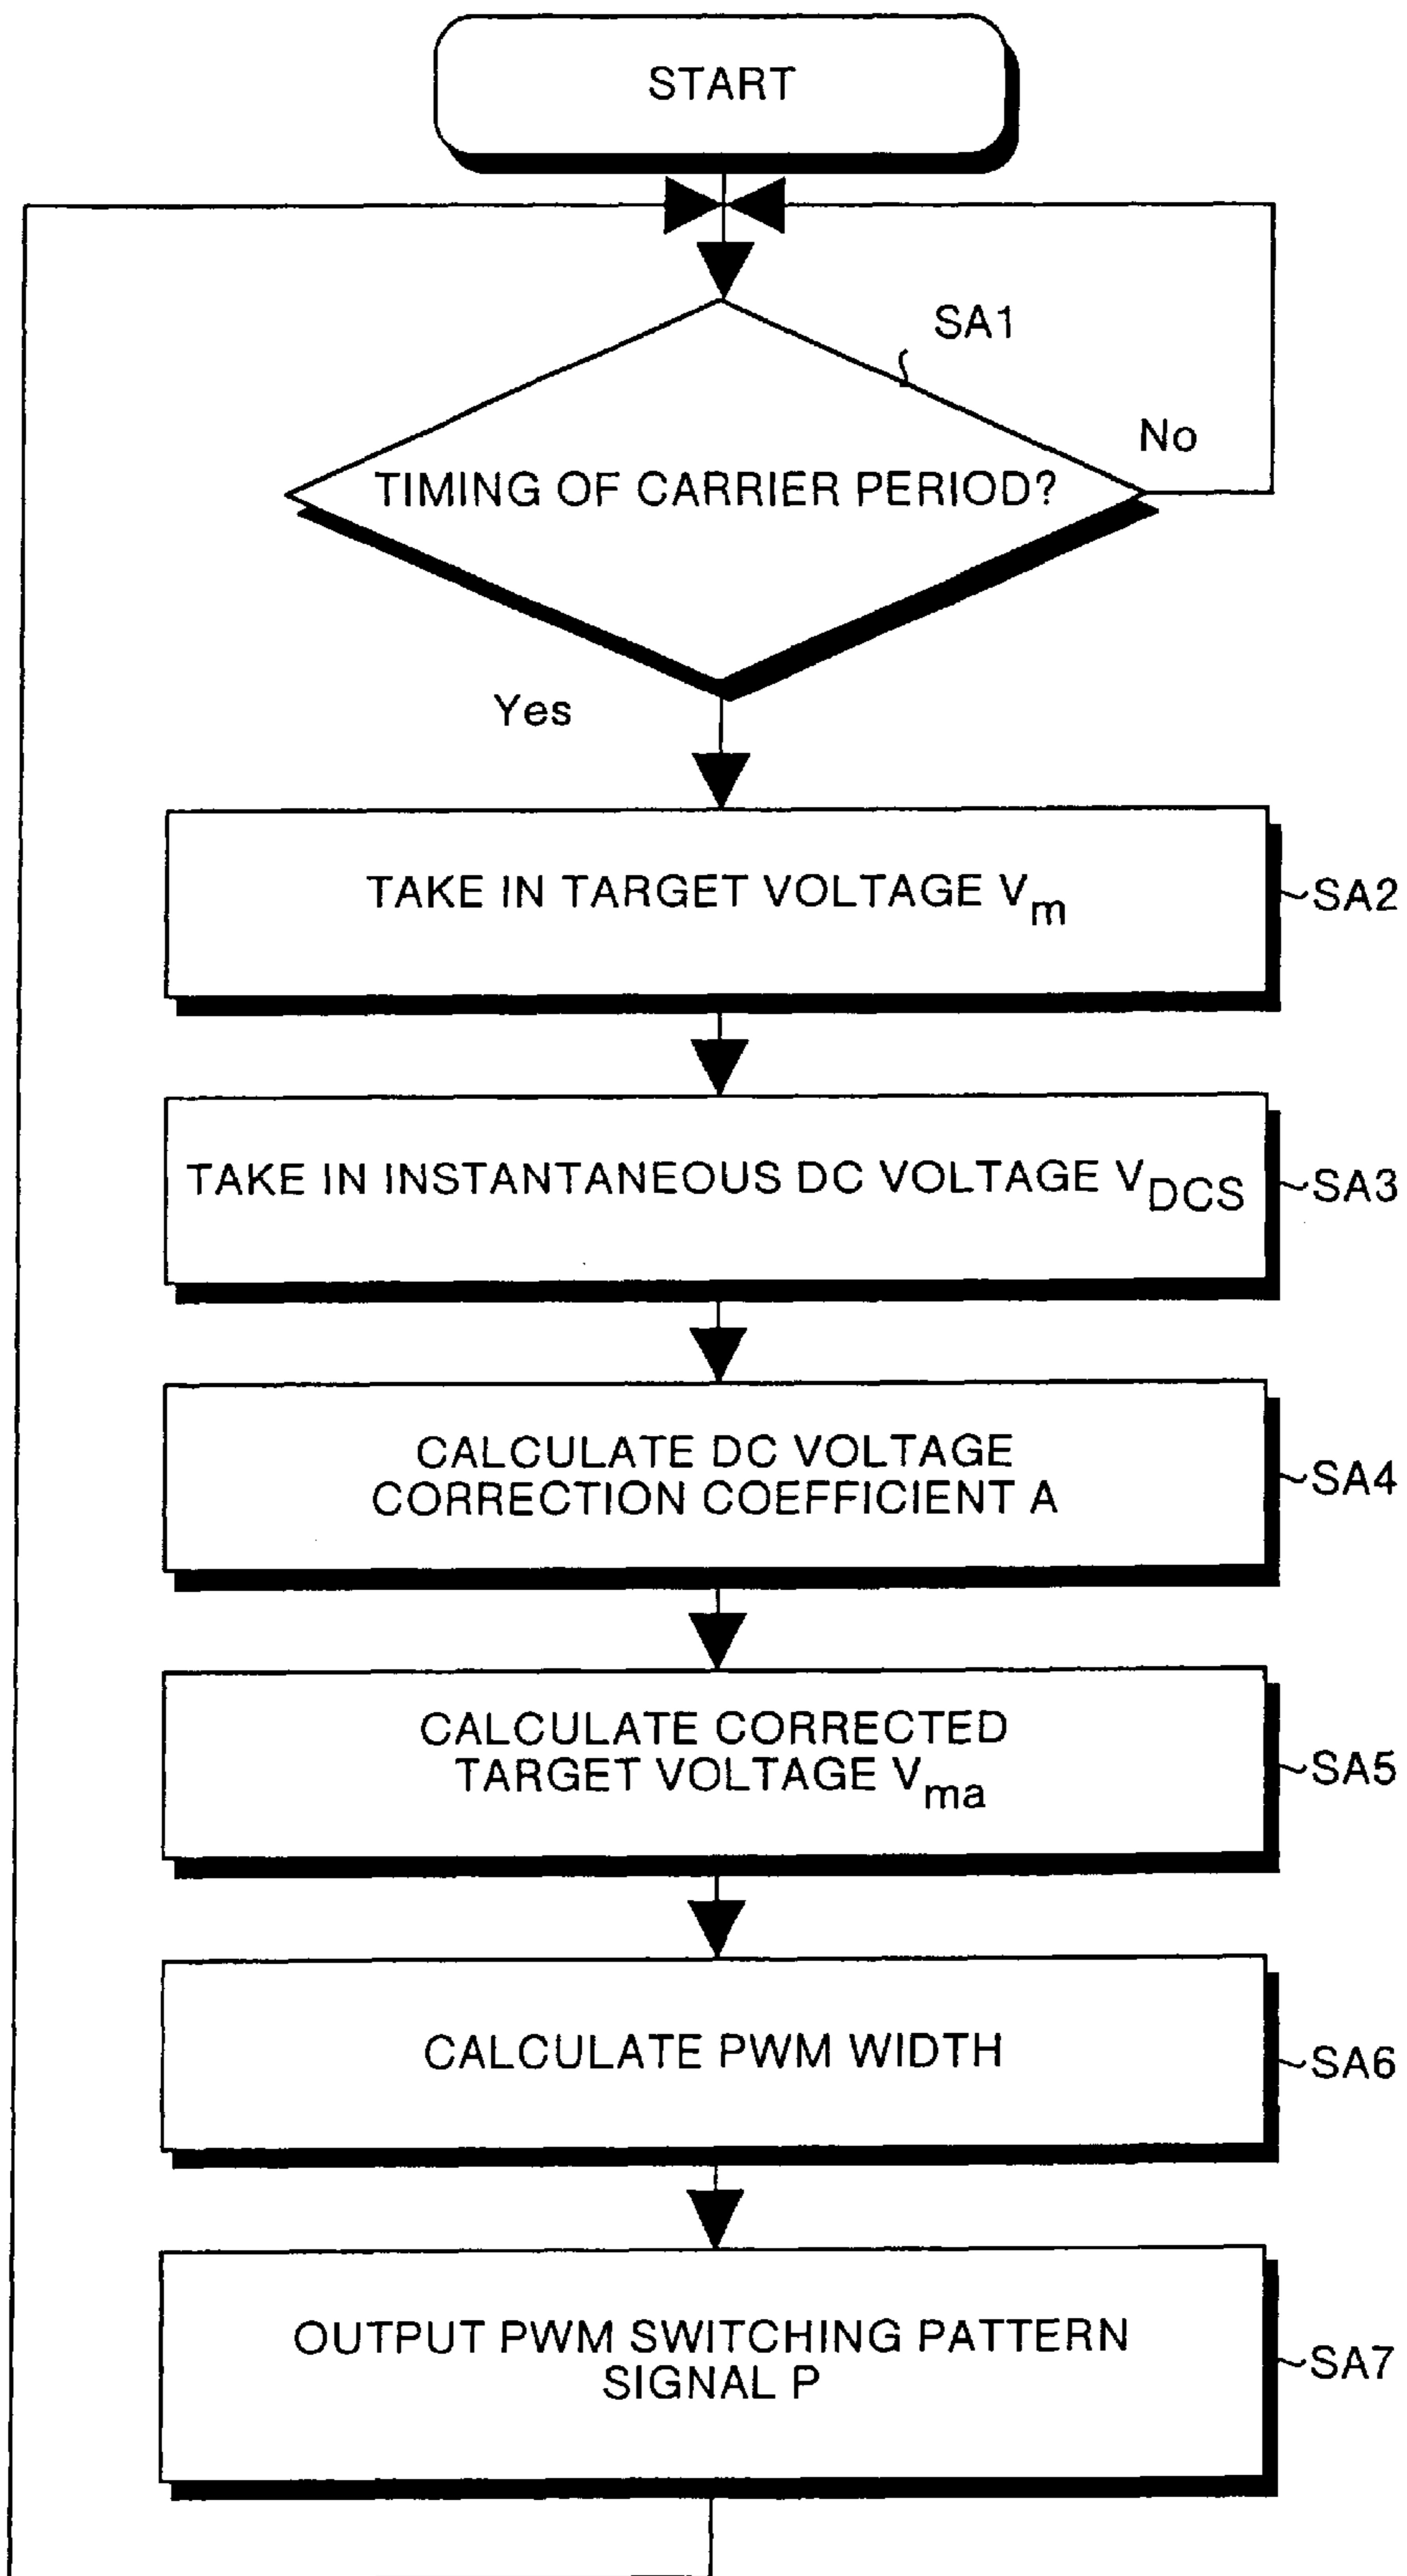 START
SA1
No
TIMING OF CARRIER PERIOD?
Yes
TAKE IN TARGET VOLTAGE Vm
SA2
TAKE IN INSTANTANEOUS DC VOLTAGE VDCS
SA3
CALCULATE DC VOLTAGE
CORRECTION COEFFICIENT A
SA4
CALCULATE CORRECTED
TARGET VOLTAGE Vma
SA5
CALCULATE PWM WIDTH
SA6
OUTPUT PWM SWITCHING PATTERN
SIGNAL P
SA7